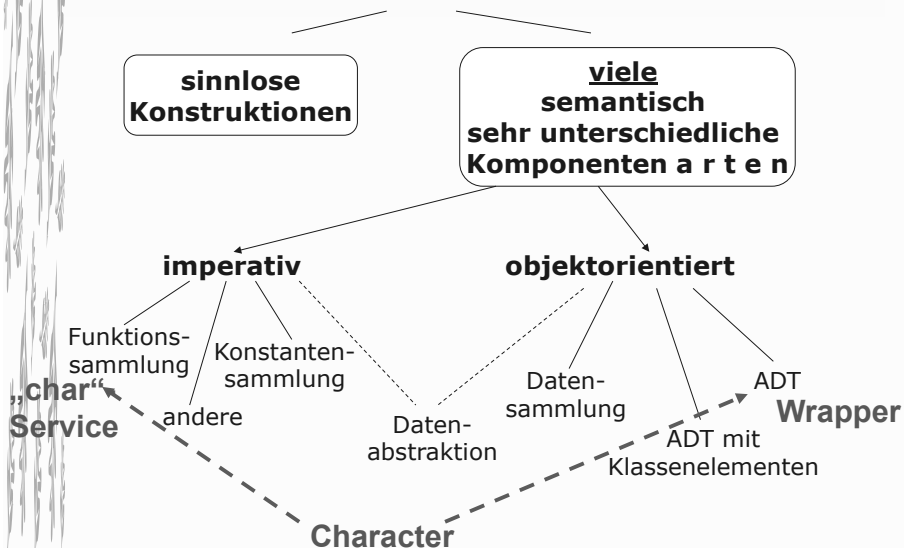 sinnlose
Konstruktionen
viele
semantisch
sehr unterschiedliche
Komponenten a r t e n
imperativ
objektorientiert
Funktions-
sammlung
Konstanten-
sammlung
andere
Daten-
abstraktion
Daten-
sammlung
ADT mit
Klassenelementen
ADT
„char“
Service
Wrapper
Character